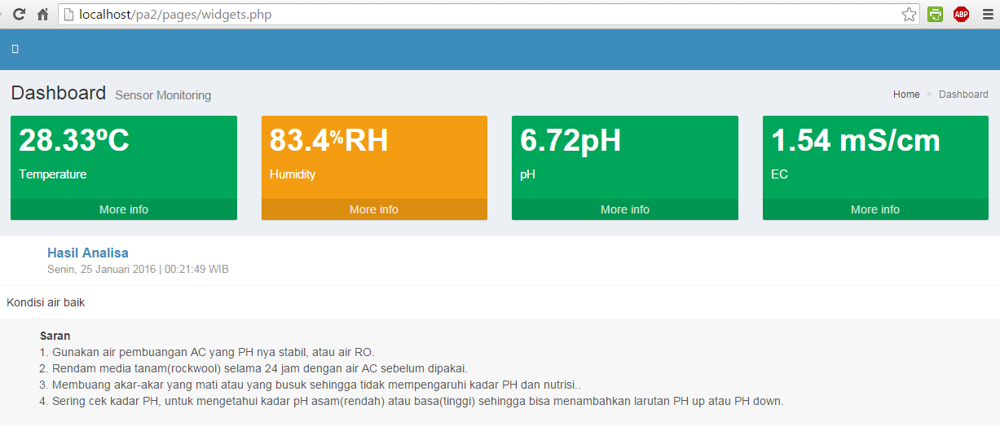 localhost/pa2/pages/widgets.php
ABP
Dashboard Sensor Monitoring
Home > Dashboard
28.33ºC
Temperature
More info
83.4%RH
Humidity
More info
6.72pH
pH
More info
1.54 mS/cm
EC
More info
Hasil Analisa
Senin, 25 Januari 2016 | 00:21:49 WIB
Kondisi air baik
Saran
1. Gunakan air pembuangan AC yang PH nya stabil, atau air RO.
2. Rendam media tanam(rockwool) selama 24 jam dengan air AC sebelum dipakai.
3. Membuang akar-akar yang mati atau yang busuk sehingga tidak mempengaruhi kadar PH dan nutrisi..
4. Sering cek kadar PH, untuk mengetahui kadar pH asam(rendah) atau basa(tinggi) sehingga bisa menambahkan larutan PH up atau PH down.